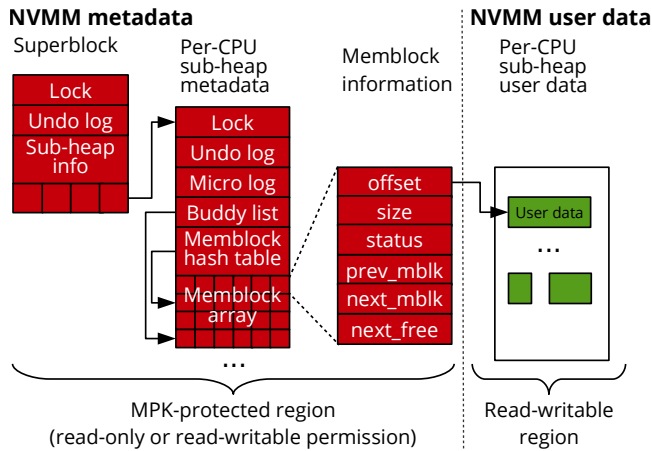 NVMM metadata
NVMM user data
Superblock
Lock
Undo log
Sub-heap
info
Per-CPU
sub-heap
metadata
Lock
Undo log
Micro log
Buddy list
Memblock
hash table
Memblock
array
...
Memblock
information
offset
size
status
prev_mblk
next_mblk
next_free
Per-CPU
sub-heap
user data
User data
...
MPK-protected region
(read-only or read-writable permission)
Read-writable
region